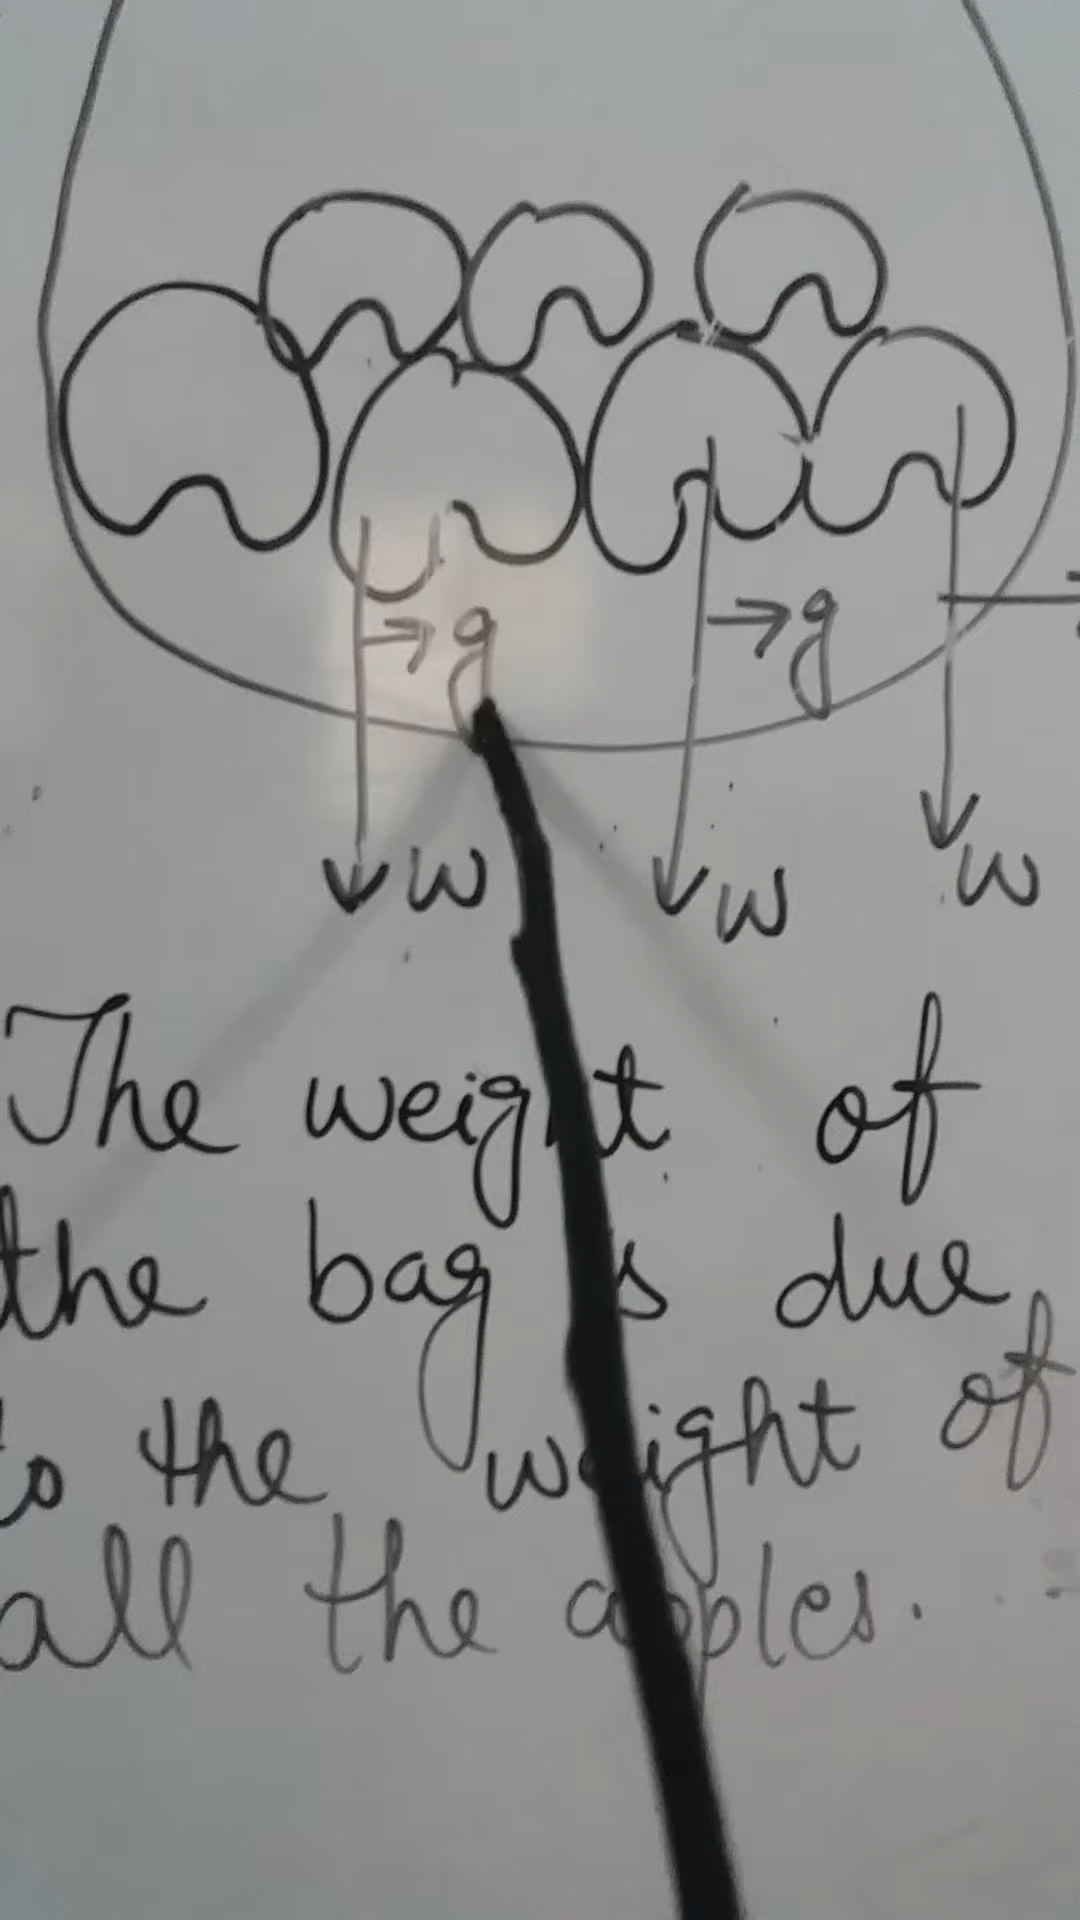 → g → g
w w w
The weight of
the bag is due
to the weight of
all the apples.